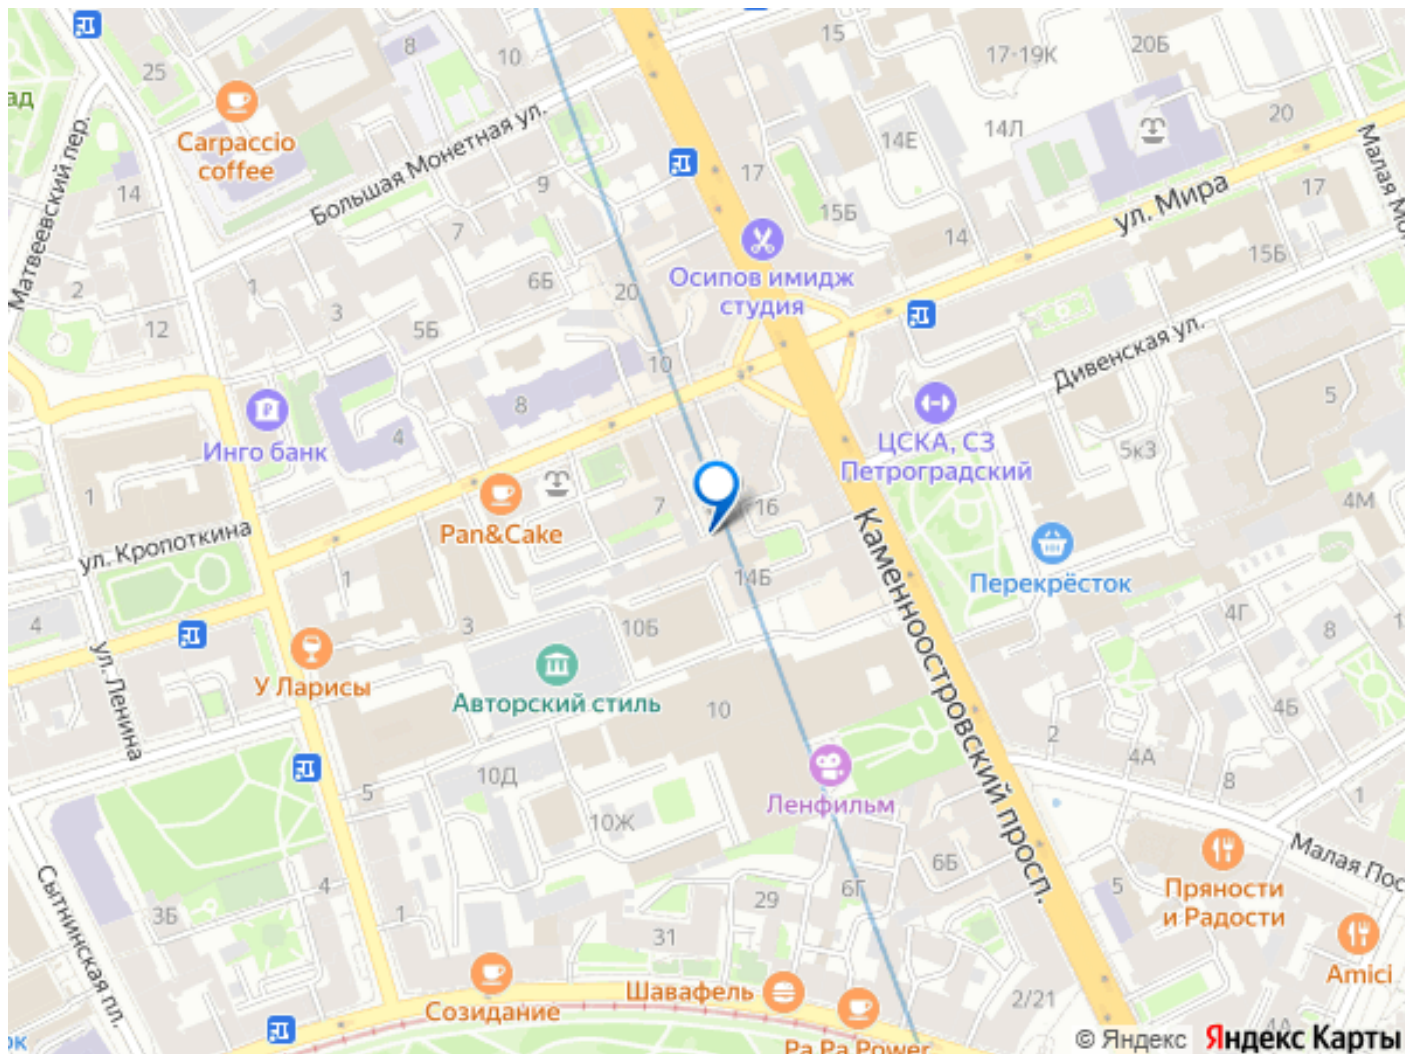 25
8
10
15
17-19К
20Б
20
ад
Carpaccio
coffee
Матвеевский пер.
Большая Монетная ул.
14
9
7
17
14Е
14Л
15Б
14
ул. Мира
17
Малая Мо
Осипов имидж
студия
15Б
2
12
1
3
5Б
6Б
20
10
8
4
Инго банк
Дивенская ул.
5
ЦСКА, СЗ
Петроградский
5к3
4М
1
ул. Кропоткина
Pan&Cake
7
16
14Б
Каменноостровский просп.
Перекрёсток
4Г
8
1
4
ул. Ленина
1
3
10Б
У Ларисы
Авторский стиль
10
Ленфильм
2
4А
4Б
8
1
5
10Д
10Ж
Малая Пос
Сытнинская пл.
3Б
4
1
29
31
6Г
6Б
5
Пряности
и Радости
Amici
Созидание
Шавафель
Pa Pa Power
2/21
4А
ок
© Яндекс
Яндекс Карты